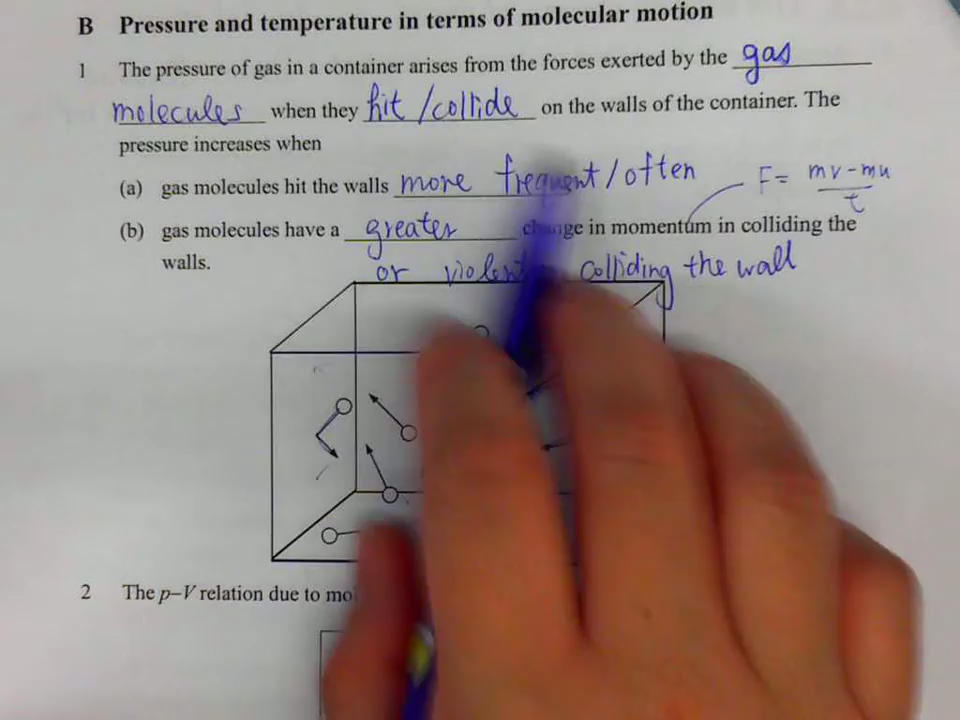 B Pressure and temperature in terms of molecular motion
1 The pressure of gas in a container arises from the forces exerted by the gas
molecules when they hit /collide on the walls of the container. The
pressure increases when
(a) gas molecules hit the walls more frequent/often
F= mv-mu
t
(b) gas molecules have a greater change in momentum in colliding the
walls.
or violent colliding the wall
2 The p–V relation due to